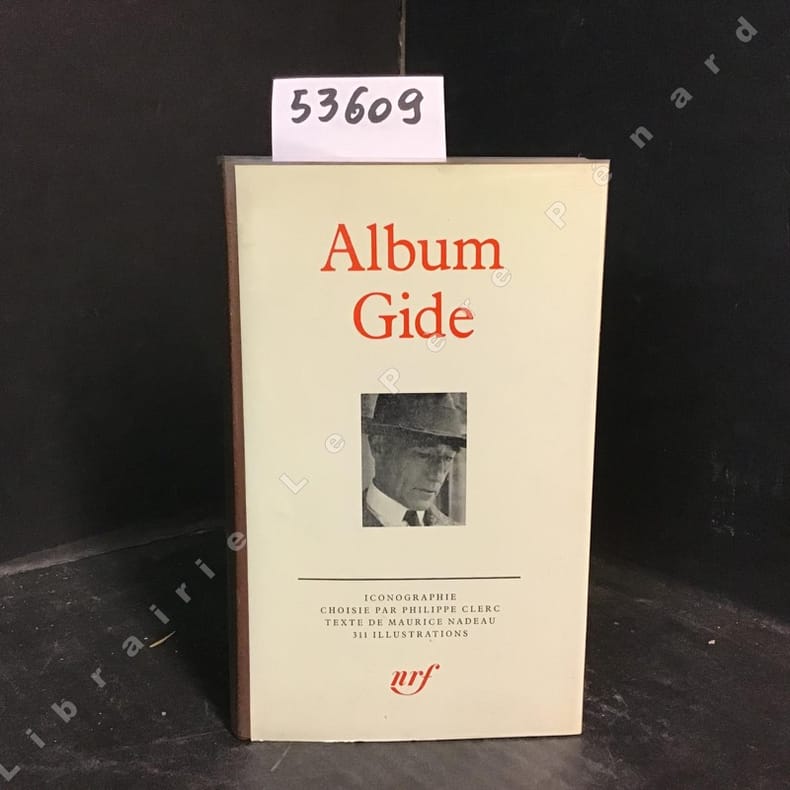 53609
Album
Gide
ICONOGRAPHIE
CHOISIE PAR PHILIPPE CLERC
TEXTE DE MAURICE NADEAU
311 ILLUSTRATIONS
nrf
Librairie Le Père Pénard